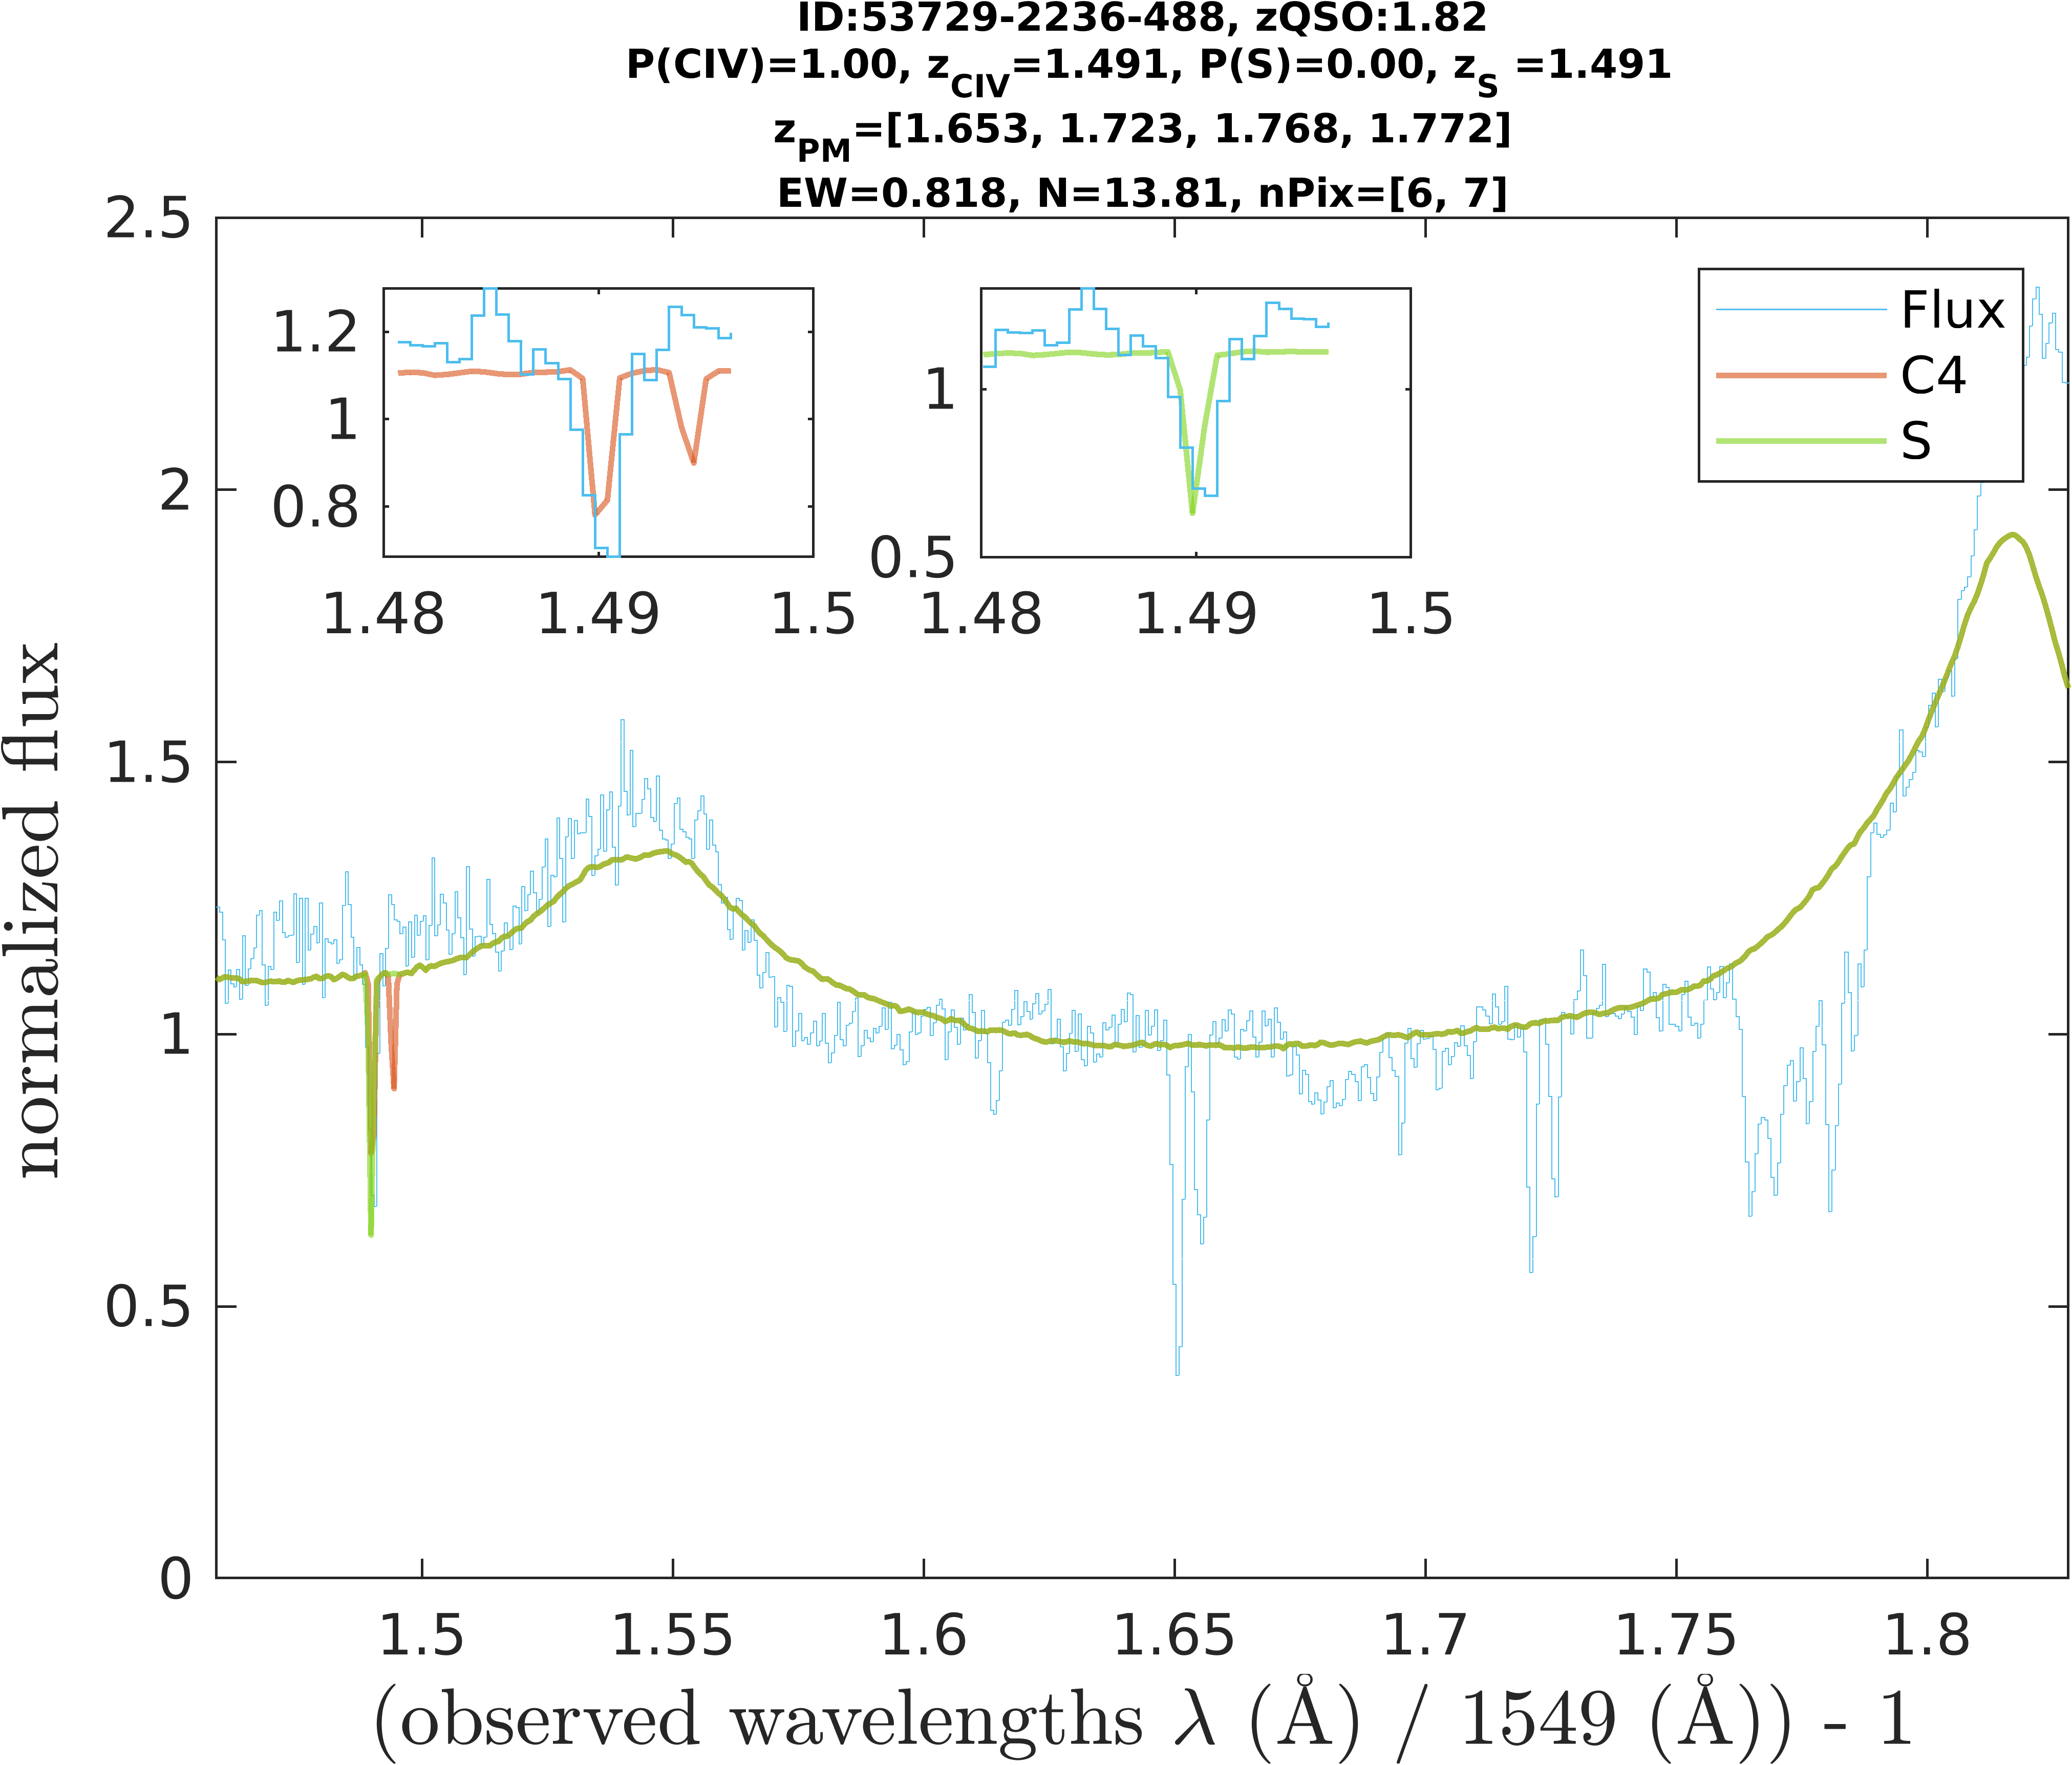 ID:53729-2236-488, zQSO:1.82
P(CIV)=1.00, zCIV=1.491, P(S)=0.00, zS =1.491
zPM=[1.653, 1.723, 1.768, 1.772]
EW=0.818, N=13.81, nPix=[6, 7]
2.5
2
1.5
1
0.5
0
normalized flux
1.2
1
0.8
1.48
1.49
1.5
1
0.5
1.48
1.49
1.5
Flux
C4
S
1.5
1.55
1.6
1.65
1.7
1.75
1.8
(observed wavelengths λ (Å) / 1549 (Å)) - 1